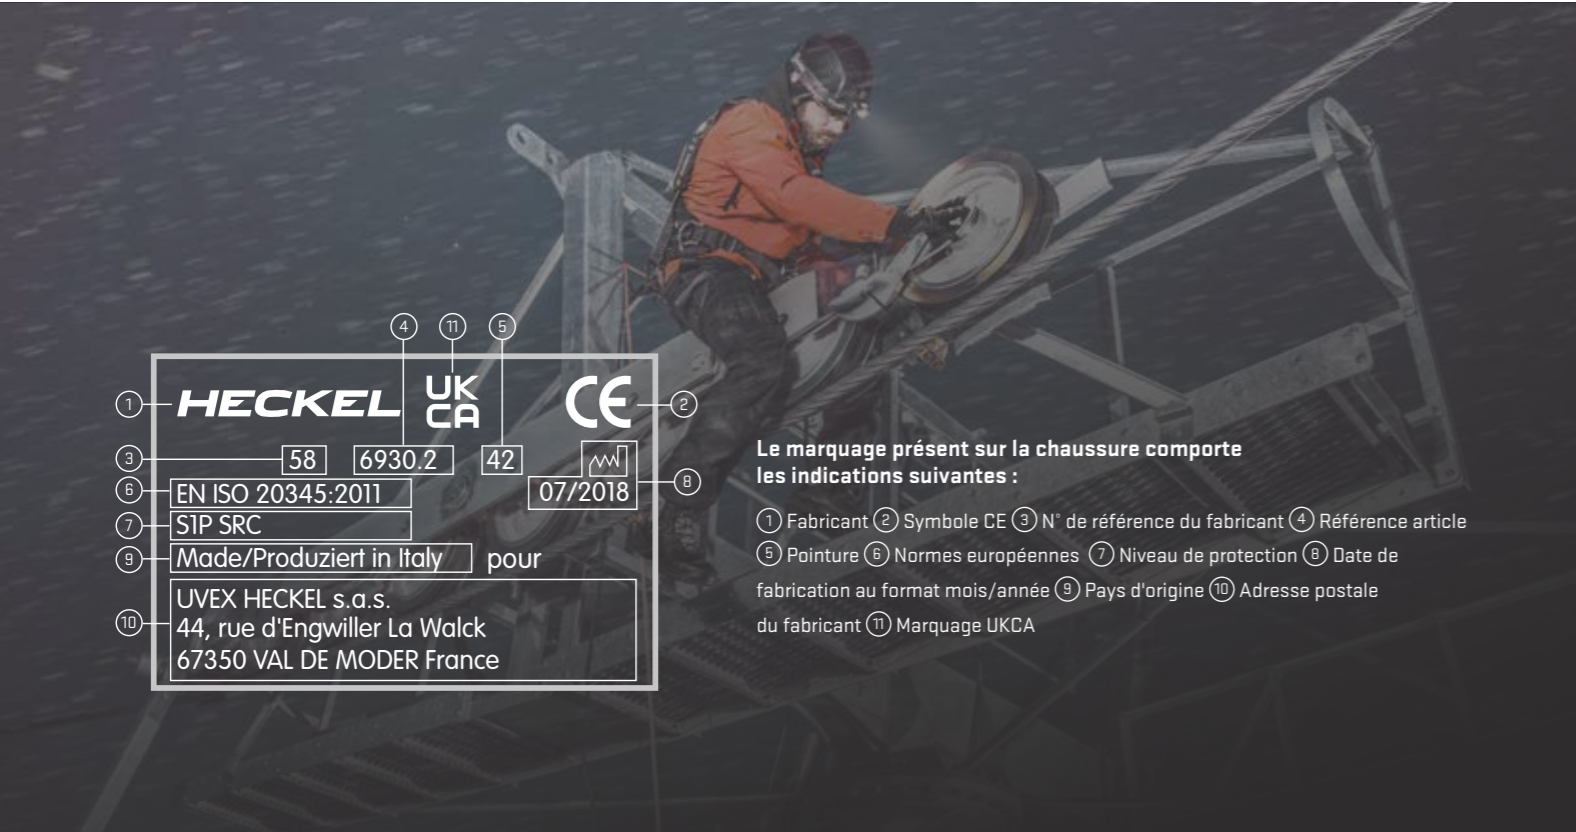 ④ ⑪ ⑤
① HECKEL UK CA CE ②
③ 58 6930.2 42
⑥ EN ISO 20345:2011 07/2018 ⑧
⑦ S1P SRC
⑨ Made/Produziert in Italy pour
UVEX HECKEL s.a.s.
⑩ 44, rue d'Engwiller La Walck
67350 VAL DE MODER France
Le marquage présent sur la chaussure comporte
les indications suivantes :
① Fabricant ② Symbole CE ③ N° de référence du fabricant ④ Référence article
⑤ Pointure ⑥ Normes européennes ⑦ Niveau de protection ⑧ Date de
fabrication au format mois/année ⑨ Pays d'origine ⑩ Adresse postale
du fabricant ⑪ Marquage UKCA